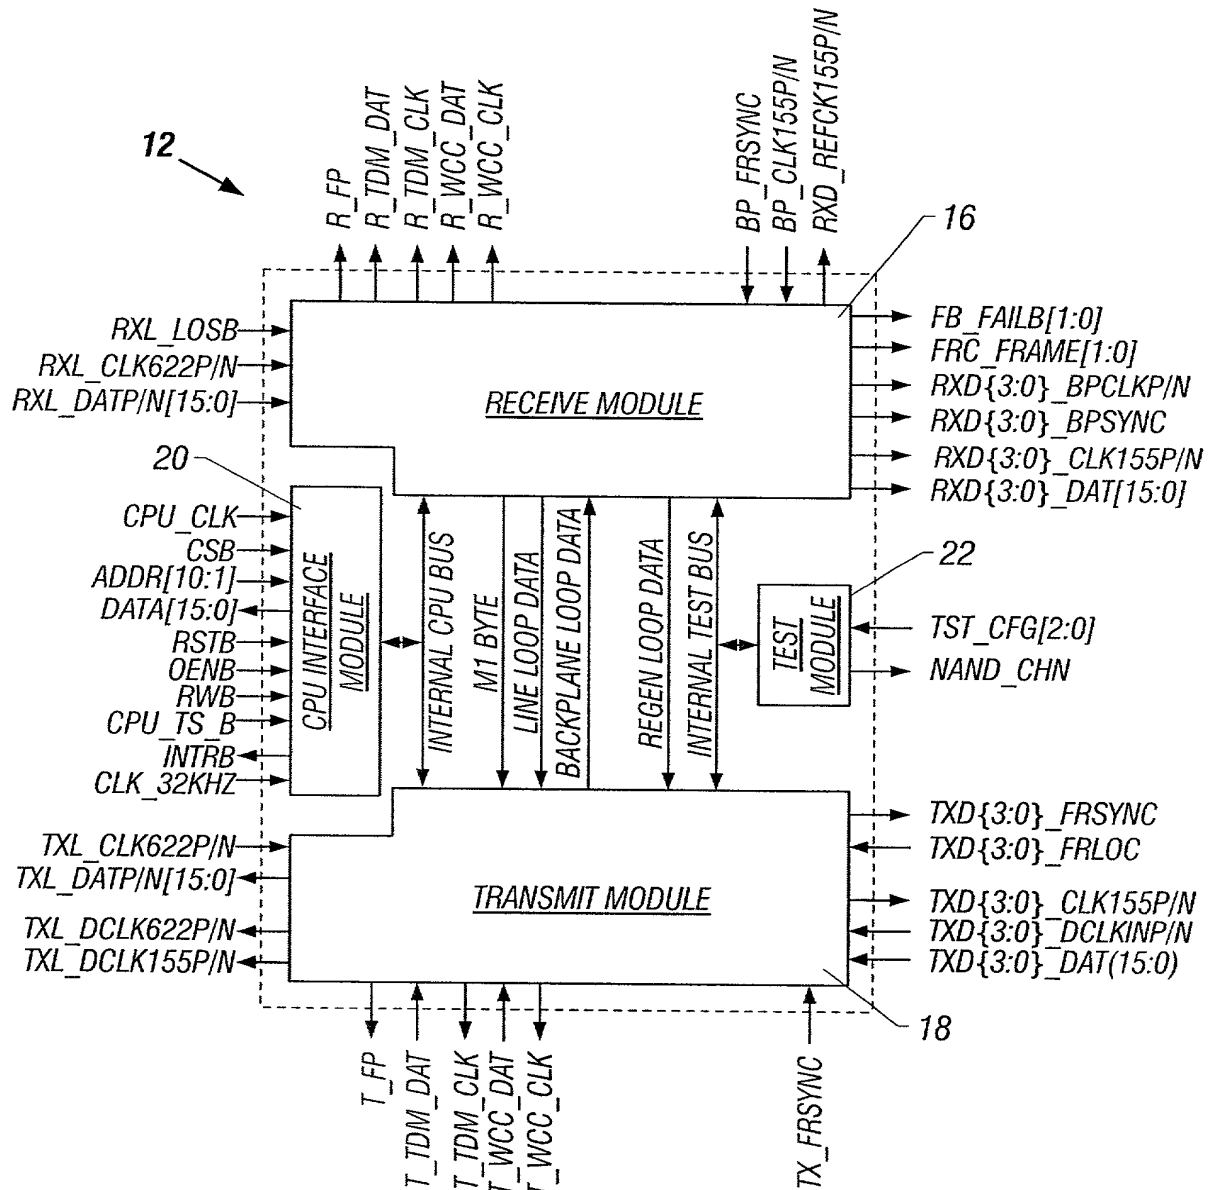 12
R_FP
R_TDM_DAT
R_TDM_CLK
R_WCC_DAT
R_WCC_CLK
BP_FRSYNC
BP_CLK155P/N
RXD_REFCK155P/N
16
RXL_LOSB
RXL_CLK622P/N
RXL_DATP/N[15:0]
RECEIVE MODULE
FB_FAILB[1:0]
FRC_FRAME[1:0]
RXD{3:0}_BPCLKP/N
RXD{3:0}_BPSYNC
RXD{3:0}_CLK155P/N
RXD{3:0}_DAT[15:0]
20
CPU_CLK
CSB
ADDR[10:1]
DATA[15:0]
RSTB
OENB
RWB
CPU_TS_B
INTRB
CLK_32KHZ
CPU INTERFACE
MODULE
INTERNAL CPU BUS
M1 BYTE
LINE LOOP DATA
BACKPLANE LOOP DATA
REGEN LOOP DATA
INTERNAL TEST BUS
TEST
MODULE
22
TST_CFG[2:0]
NAND_CHN
TXL_CLK622P/N
TXL_DATP/N[15:0]
TXL_DCLK622P/N
TXL_DCLK155P/N
TRANSMIT MODULE
TXD{3:0}_FRSYNC
TXD{3:0}_FRLOC
TXD{3:0}_CLK155P/N
TXD{3:0}_DCLKINP/N
TXD{3:0}_DAT(15:0)
18
T_FP
T_TDM_DAT
T_TDM_CLK
T_WCC_DAT
T_WCC_CLK
TX_FRSYNC